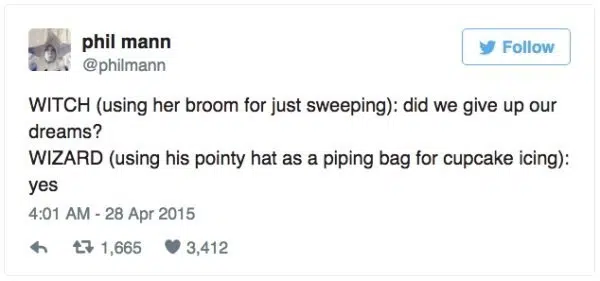 phil mann
@philmann
Follow
WITCH (using her broom for just sweeping): did we give up our
dreams?
WIZARD (using his pointy hat as a piping bag for cupcake icing):
yes
4:01 AM - 28 Apr 2015
1,665 3,412